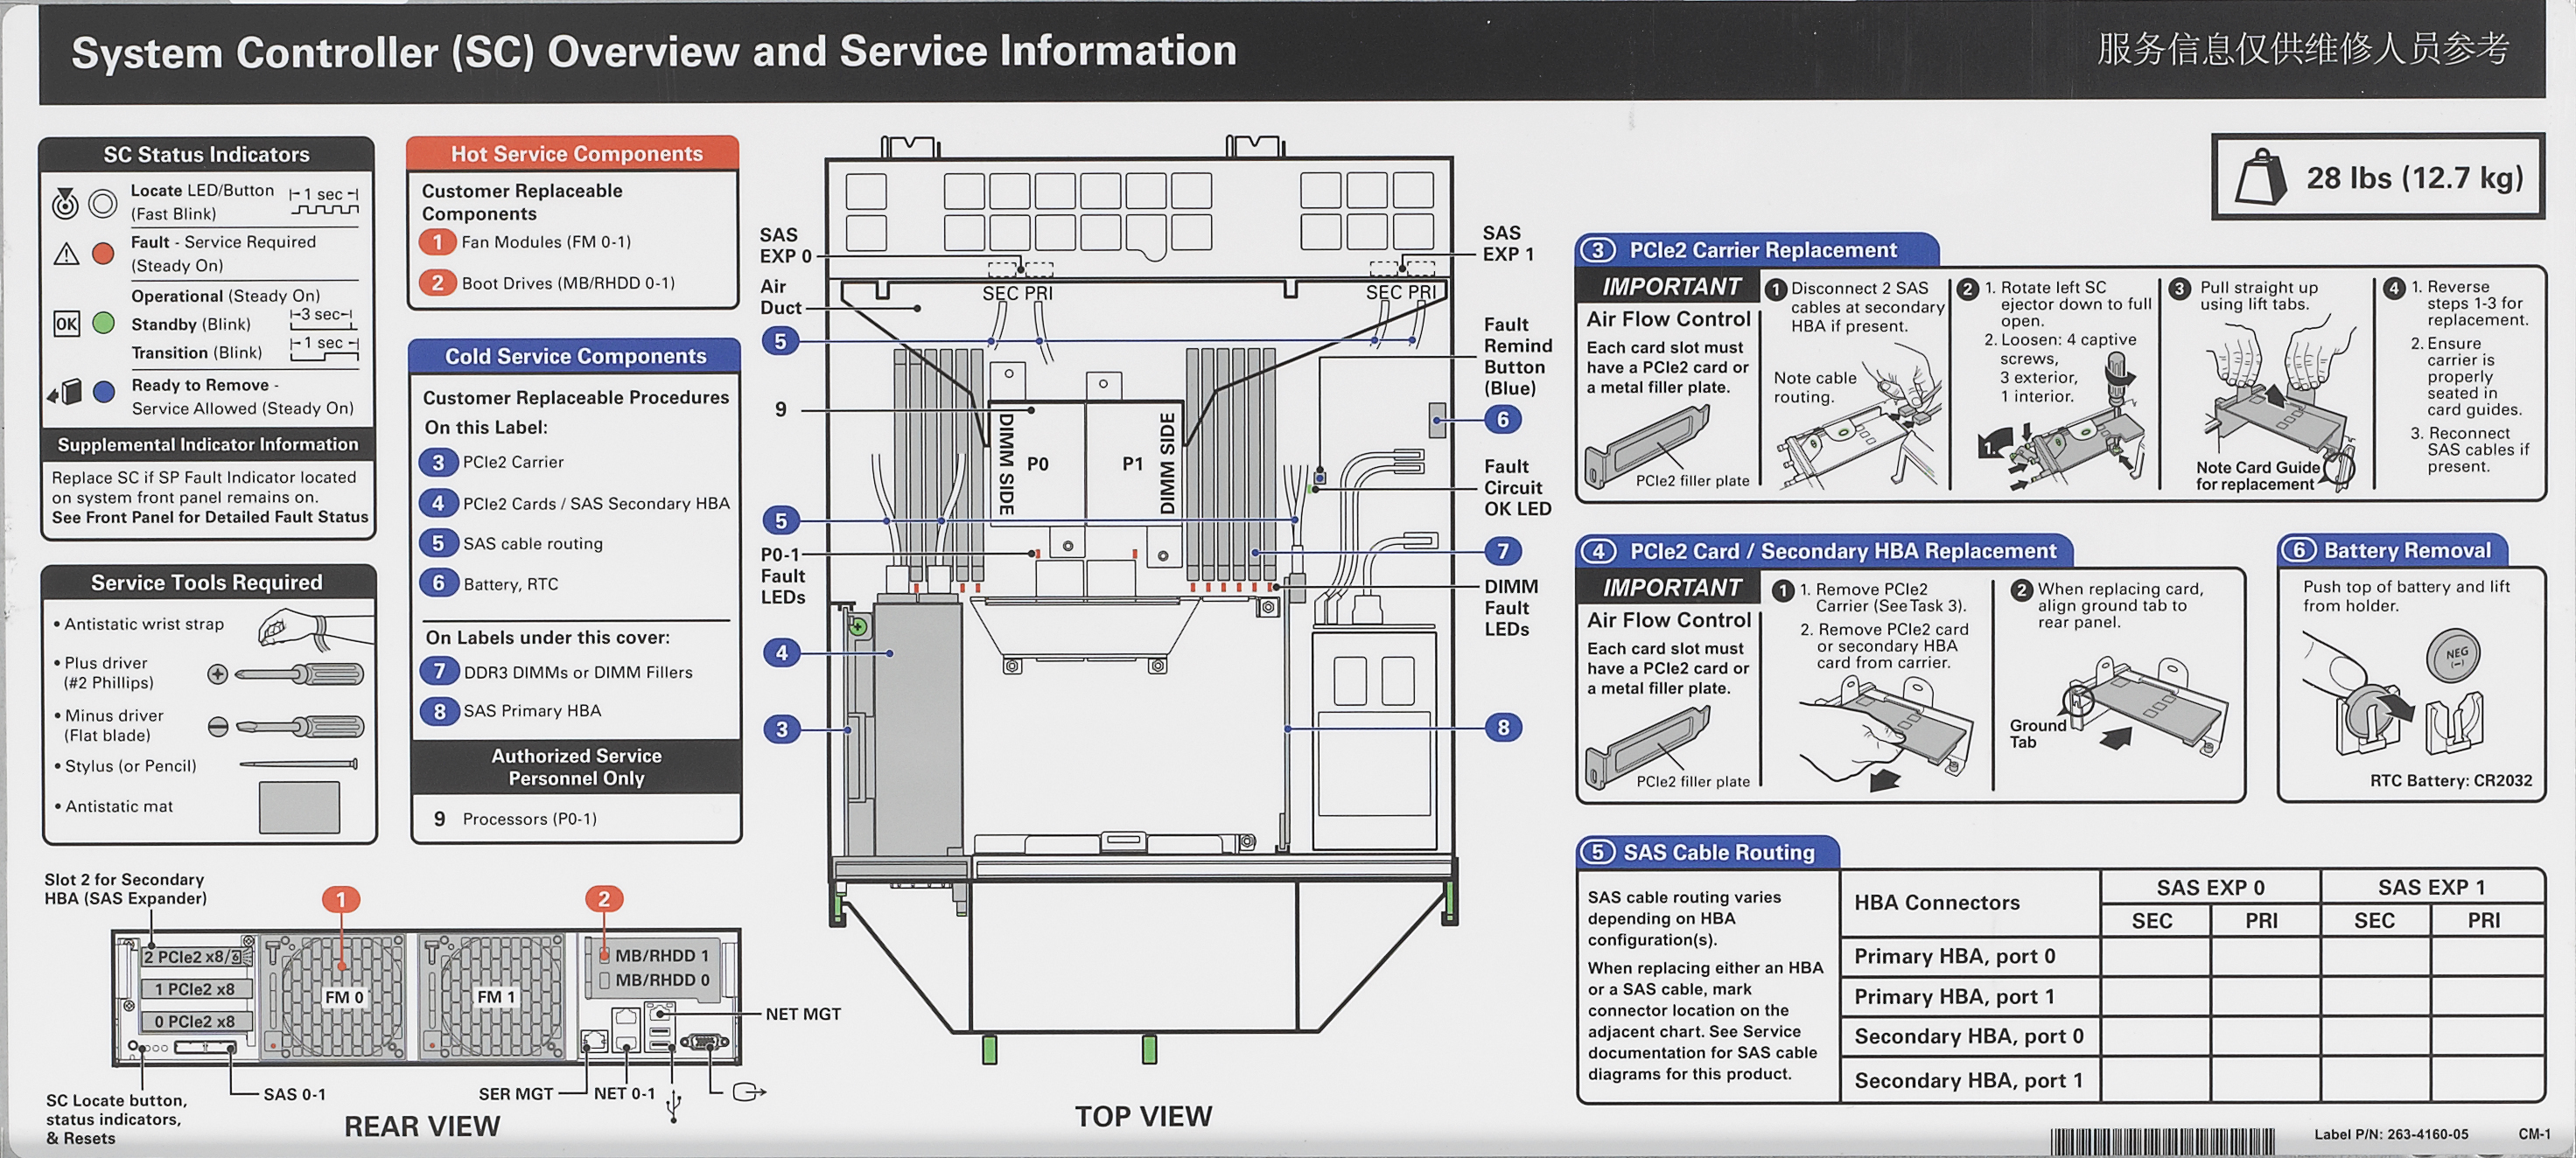 System Controller (SC) Overview and Service Information
服务信息仅供维修人员参考
SC Status Indicators
Locate LED/Button
(Fast Blink)
1 sec
Fault - Service Required
(Steady On)
Operational (Steady On)
OK
Standby (Blink)
3 sec
Transition (Blink)
1 sec
Ready to Remove -
Service Allowed (Steady On)
Supplemental Indicator Information
Replace SC if SP Fault Indicator located
on system front panel remains on.
See Front Panel for Detailed Fault Status
Service Tools Required
• Antistatic wrist strap
• Plus driver
(#2 Phillips)
• Minus driver
(Flat blade)
• Stylus (or Pencil)
• Antistatic mat
Hot Service Components
Customer Replaceable
Components
1 Fan Modules (FM 0-1)
2 Boot Drives (MB/RHDD 0-1)
Cold Service Components
Customer Replaceable Procedures
On this Label:
3 PCIe2 Carrier
4 PCIe2 Cards / SAS Secondary HBA
5 SAS cable routing
6 Battery, RTC
On Labels under this cover:
7 DDR3 DIMMs or DIMM Fillers
8 SAS Primary HBA
Authorized Service
Personnel Only
9 Processors (P0-1)
Slot 2 for Secondary
HBA (SAS Expander)
1
2
2 PCIe2 x8/
1 PCIe2 x8
0 PCIe2 x8
FM 0
FM 1
MB/RHDD 1
MB/RHDD 0
NET MGT
SAS 0-1
SER MGT
NET 0-1
SC Locate button,
status indicators,
& Resets
REAR VIEW
SAS
EXP 0
SAS
EXP 1
Air
Duct
SEC PRI
SEC PRI
5
Fault
Remind
Button
(Blue)
9
DIMM SIDE
P0
P1
DIMM SIDE
6
Fault
Circuit
OK LED
5
P0-1
Fault
LEDs
7
DIMM
Fault
LEDs
4
3
8
TOP VIEW
28 lbs (12.7 kg)
3 PCIe2 Carrier Replacement
IMPORTANT
Air Flow Control
Each card slot must
have a PCIe2 card or
a metal filler plate.
PCIe2 filler plate
1 Disconnect 2 SAS
cables at secondary
HBA if present.
Note cable
routing.
2 1. Rotate left SC
ejector down to full
open.
2. Loosen: 4 captive
screws,
3 exterior,
1 interior.
1.
3 Pull straight up
using lift tabs.
Note Card Guide
for replacement
4 1. Reverse
steps 1-3 for
replacement.
2. Ensure
carrier is
properly
seated in
card guides.
3. Reconnect
SAS cables if
present.
4 PCIe2 Card / Secondary HBA Replacement
IMPORTANT
Air Flow Control
Each card slot must
have a PCIe2 card or
a metal filler plate.
PCIe2 filler plate
1 1. Remove PCIe2
Carrier (See Task 3).
2. Remove PCIe2 card
or secondary HBA
card from carrier.
2 When replacing card,
align ground tab to
rear panel.
Ground
Tab
6 Battery Removal
Push top of battery and lift
from holder.
NEG
(-)
RTC Battery: CR2032
5 SAS Cable Routing
SAS cable routing varies
depending on HBA
configuration(s).
When replacing either an HBA
or a SAS cable, mark
connector location on the
adjacent chart. See Service
documentation for SAS cable
diagrams for this product.
HBA Connectors
SAS EXP 0
SAS EXP 1
SEC PRI SEC PRI
Primary HBA, port 0
Primary HBA, port 1
Secondary HBA, port 0
Secondary HBA, port 1
Label P/N: 263-4160-05
CM-1